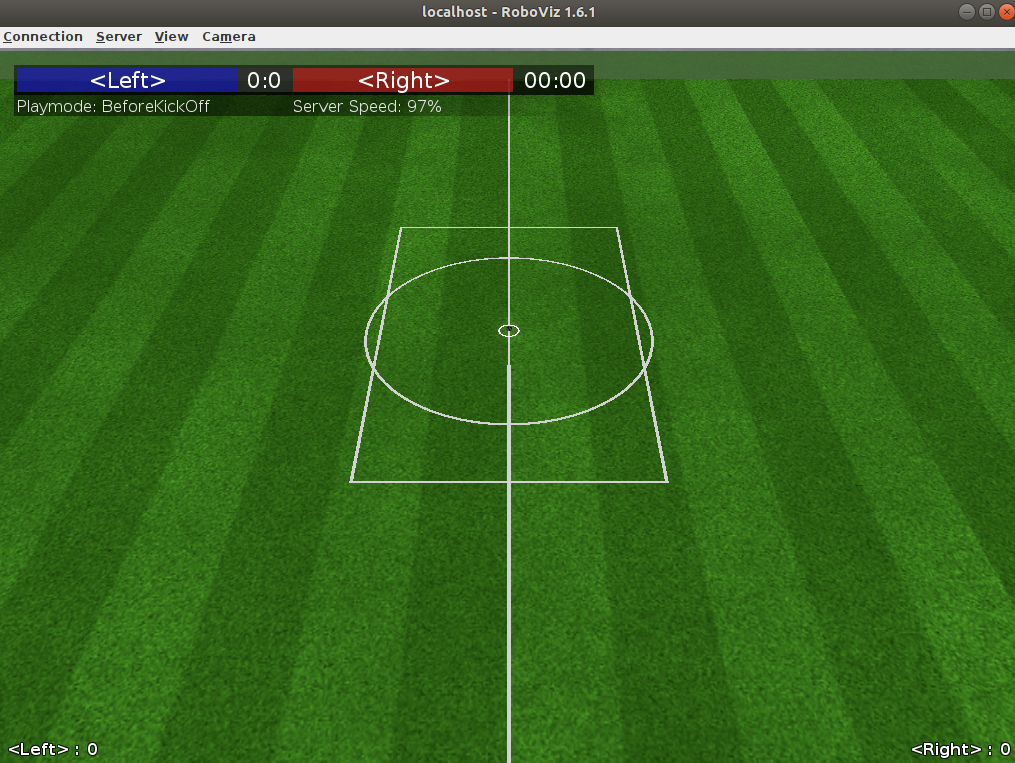 localhost - RoboViz 1.6.1
Connection Server View Camera
<Left> 0:0 <Right> 00:00
Playmode: BeforeKickOff Server Speed: 97%
<Left> : 0 <Right> : 0